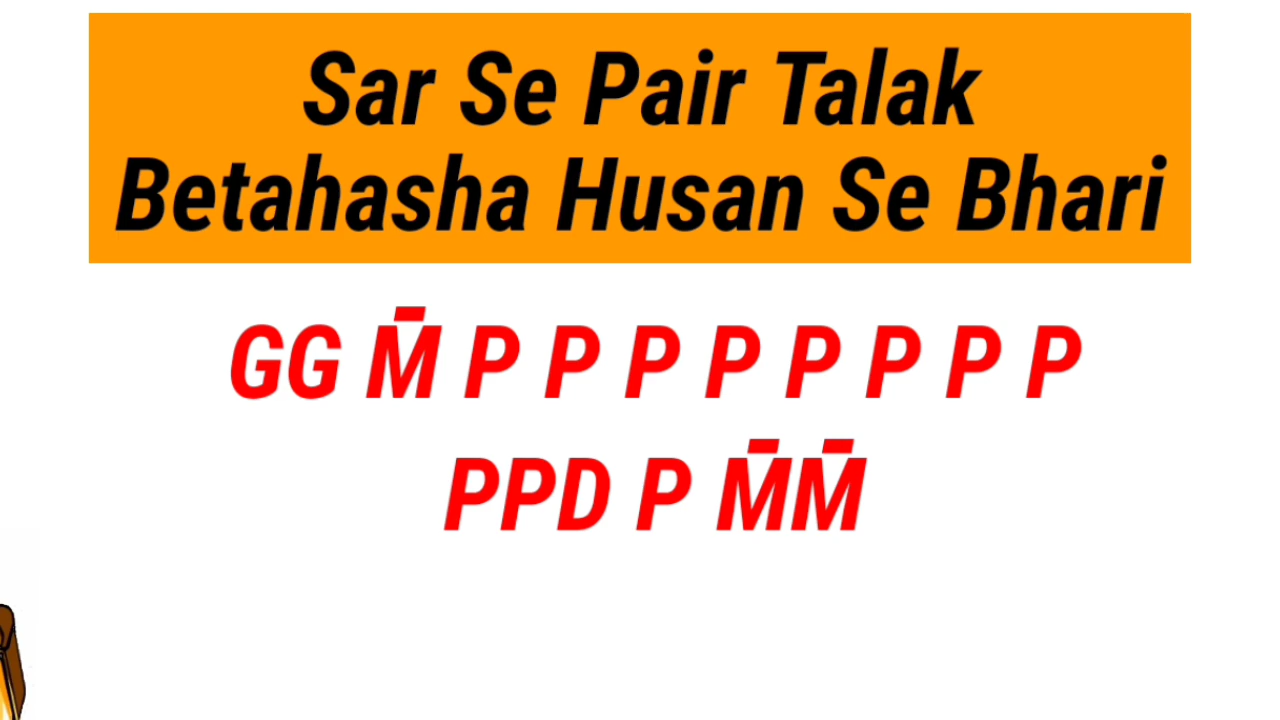 Sar Se Pair Talak
Betahasha Husan Se Bhari
GG M̄ P P P P P P P P
PPD P M̄M̄